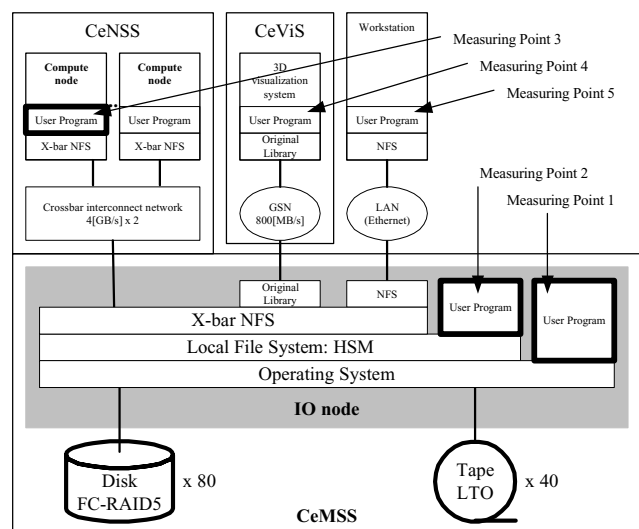 CeNSS
CeViS
Workstation
Measuring Point 3
Measuring Point 4
Measuring Point 5
Compute node
Compute node
3D visualization system
User Program
User Program
User Program
User Program
X-bar NFS
X-bar NFS
Original Library
NFS
Measuring Point 2
Measuring Point 1
Crossbar interconnect network
4[GB/s] x 2
GSN
800[MB/s]
LAN
(Ethernet)
Original Library
NFS
User Program
User Program
X-bar NFS
Local File System: HSM
Operating System
IO node
Disk
FC-RAID5
x 80
Tape
LTO
x 40
CeMSS